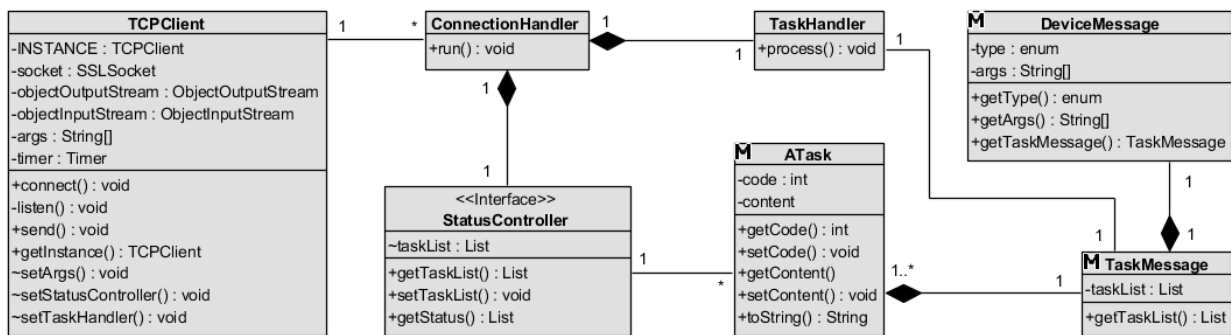 TCPClient
-INSTANCE : TCPClient
-socket : SSLSocket
-objectOutputStream : ObjectOutputStream
-objectInputStream : ObjectInputStream
-args : String[]
-timer : Timer
+connect() : void
-listen() : void
+send() : void
+getInstance() : TCPClient
~setArgs() : void
~setStatusController() : void
~setTaskHandler() : void
1
*
ConnectionHandler
+run() : void
1
1
TaskHandler
+process() : void
1
1
1
<<Interface>>
StatusController
~taskList : List
+getTaskList() : List
+setTaskList() : void
+getStatus() : List
1
*
M
ATask
-code : int
-content
+getCode() : int
+setCode() : void
+getContent()
+setContent() : void
+toString() : String
1..*
1
M
DeviceMessage
-type : enum
-args : String[]
+getType() : enum
+getArgs() : String[]
+getTaskMessage() : TaskMessage
1
1
1
M
TaskMessage
-taskList : List
+getTaskList() : List